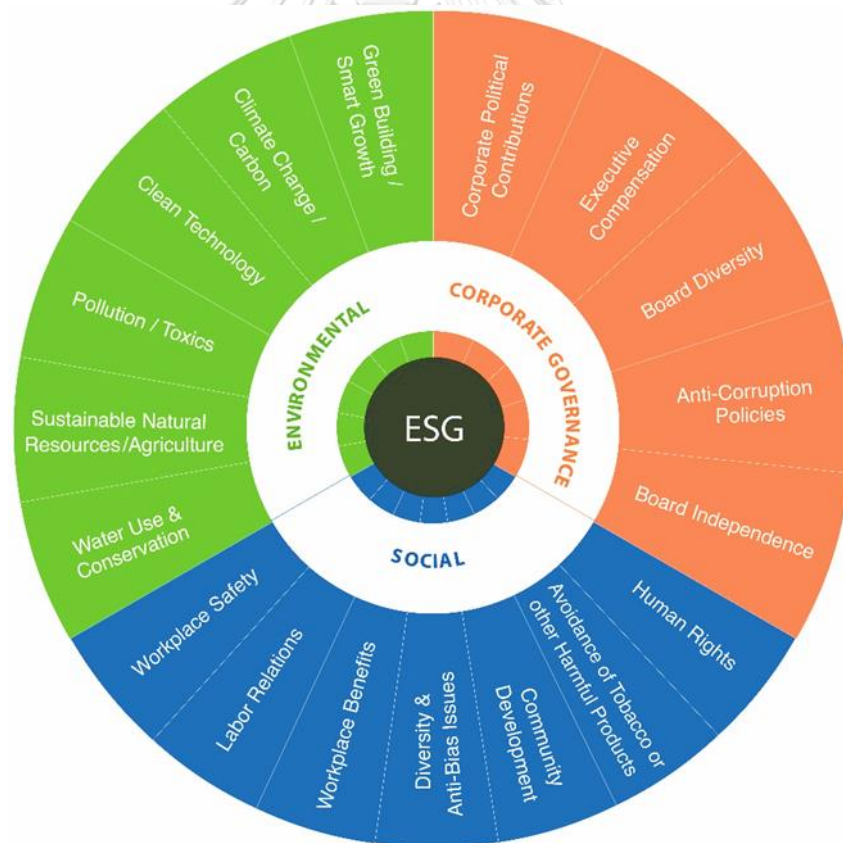 Green Building /
Smart Growth
Climate Change /
Carbon
Clean Technology
Pollution / Toxics
Sustainable Natural
Resources/Agriculture
Water Use &
Conservation
Corporate Political
Contributions
Executive
Compensation
Board Diversity
Anti-Corruption
Policies
Board Independence
Human Rights
Avoidance of Tobacco or
other Harmful Products
Community
Development
Diversity &
Anti-Bias Issues
Workplace Benefits
Labor Relations
Workplace Safety
ENVIRONMENTAL
CORPORATE GOVERNANCE
SOCIAL
ESG